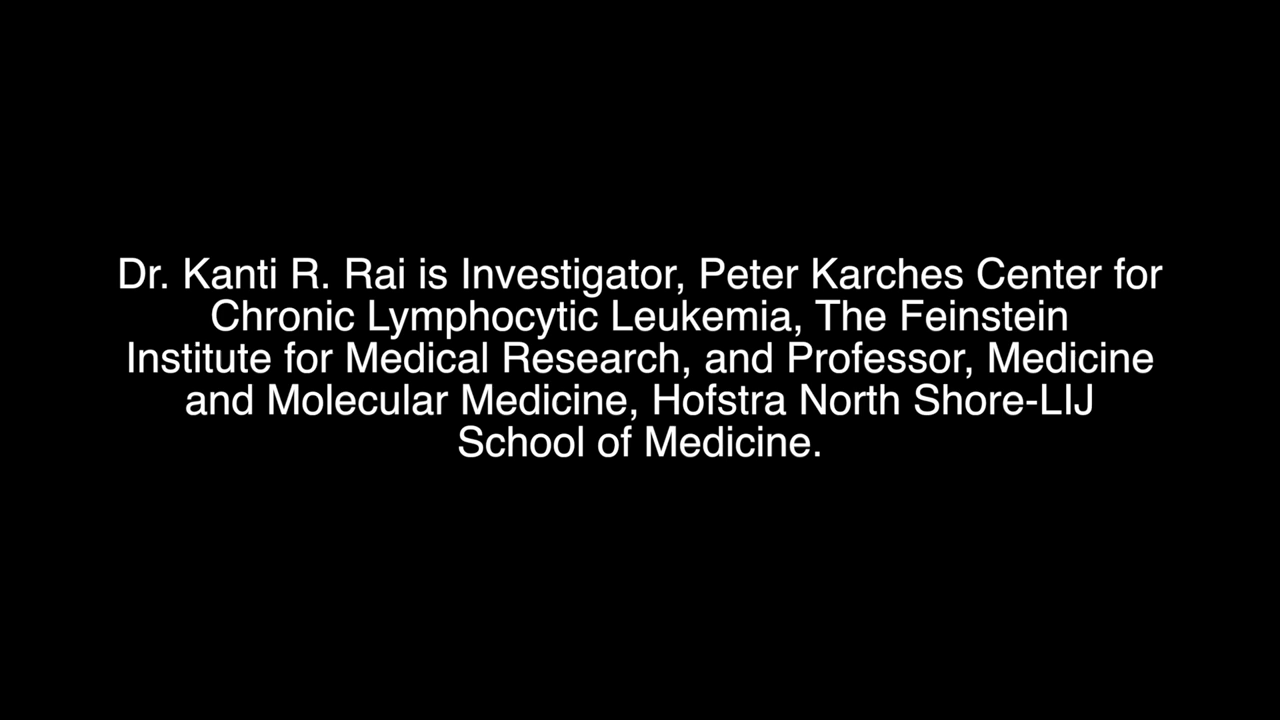 Dr. Kanti R. Rai is Investigator, Peter Karches Center for
Chronic Lymphocytic Leukemia, The Feinstein
Institute for Medical Research, and Professor, Medicine
and Molecular Medicine, Hofstra North Shore-LIJ
School of Medicine.